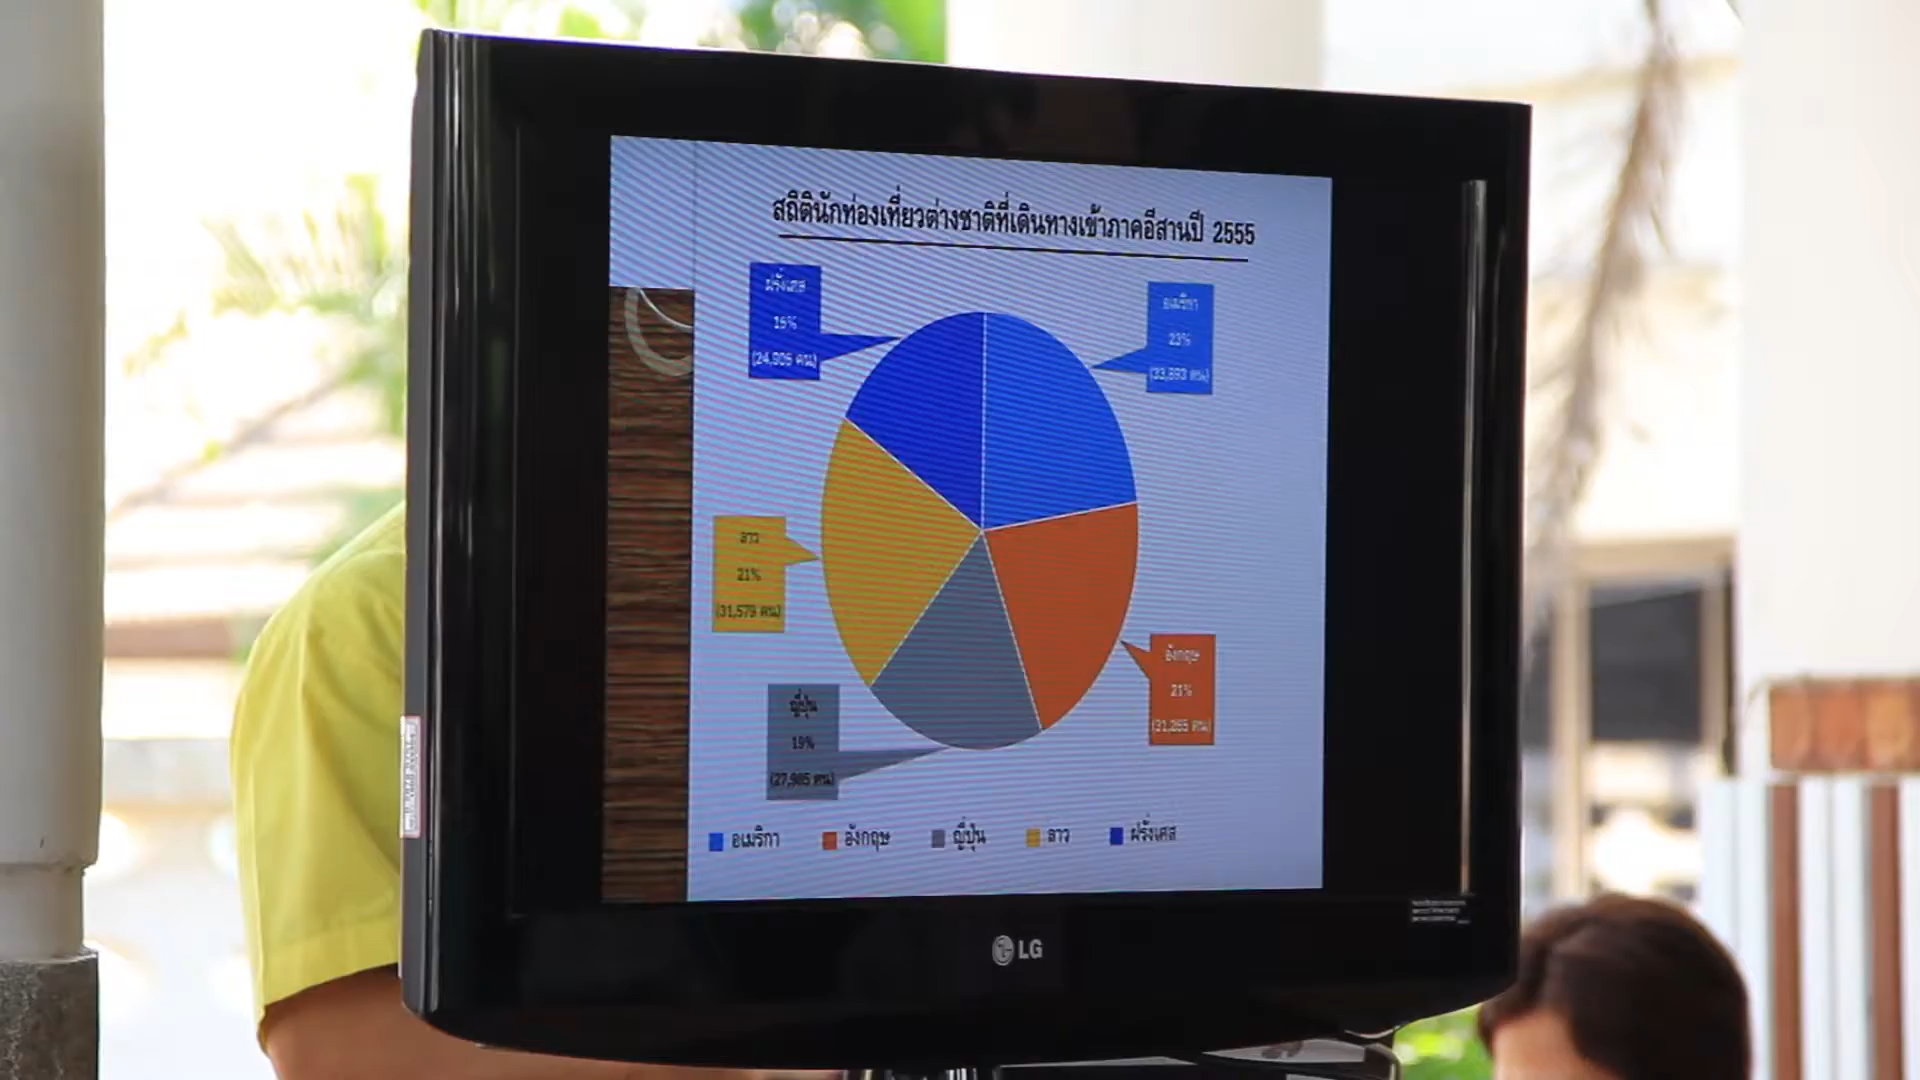 สถิตินักท่องเที่ยวต่างชาติที่เดินทางเข้าภาคอีสานปี 2555
ฝรั่งเศส
(24,905 คน)
อเมริกา
23%
(33,893 คน)
ลาว
21%
(31,579 คน)
อังกฤษ
21%
(31,265 คน)
ญี่ปุ่น
19%
(27,985 คน)
อเมริกา อังกฤษ ญี่ปุ่น ลาว ฝรั่งเศส
LG